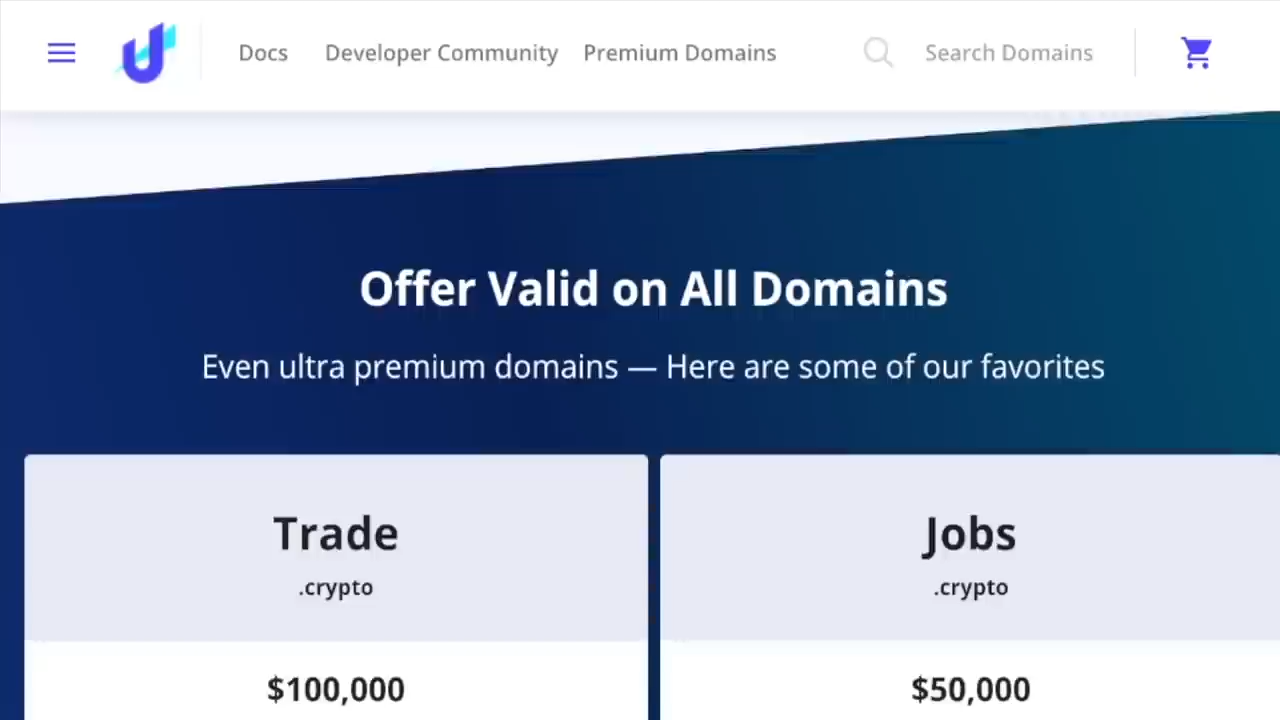 Docs Developer Community Premium Domains Search Domains
Offer Valid on All Domains
Even ultra premium domains — Here are some of our favorites
Trade
.crypto
$100,000
Jobs
.crypto
$50,000